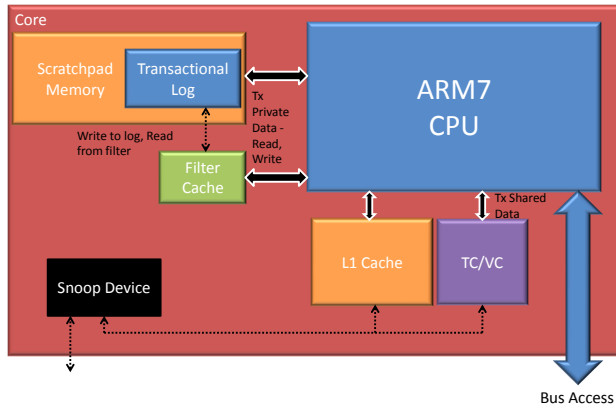 Core
Scratchpad
Memory
Transactional
Log
ARM7
CPU
Tx
Private
Data -
Read,
Write
Write to log, Read
from filter
Filter
Cache
Tx Shared
Data
L1 Cache
TC/VC
Snoop Device
Bus Access